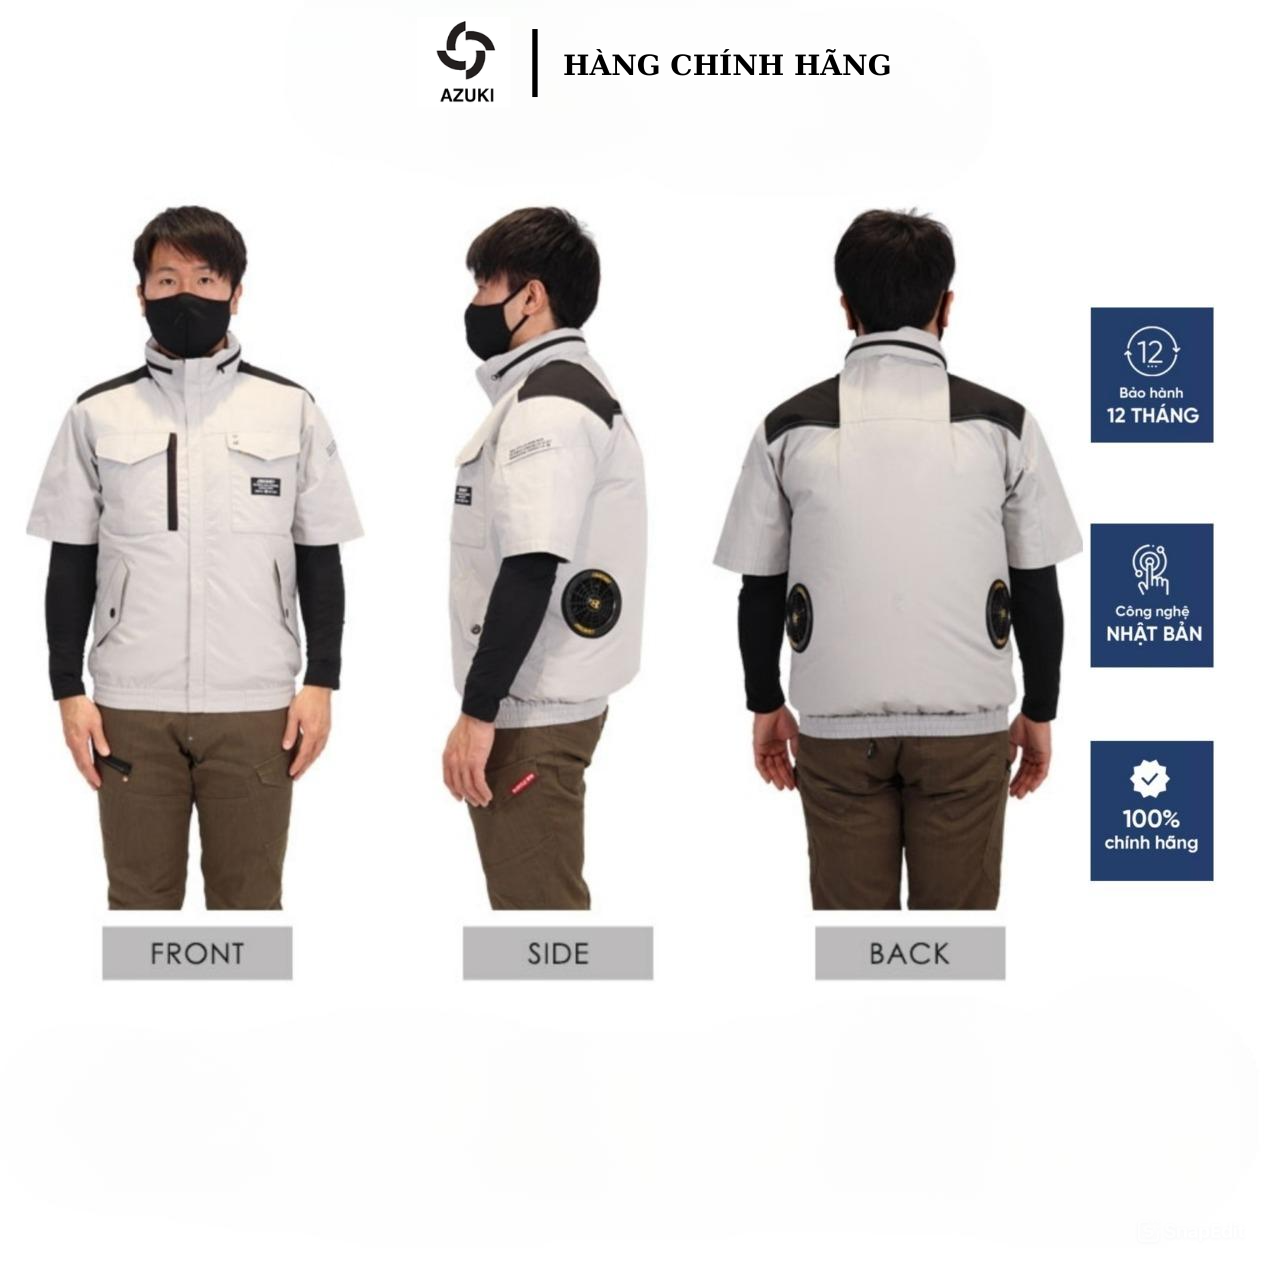 AZUKI
HÀNG CHÍNH HÃNG
12
Bảo hành
12 THÁNG
Công nghệ
NHẬT BẢN
100%
chính hãng
FRONT
SIDE
BACK